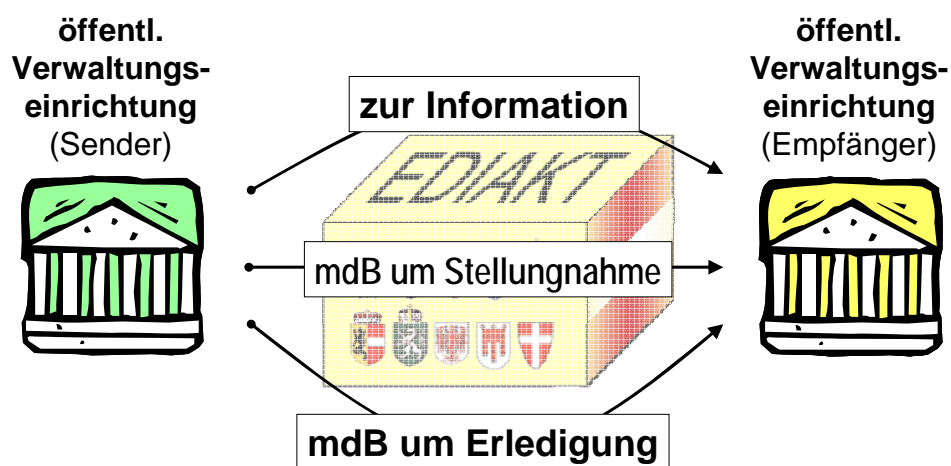 öffentl.
Verwaltungs-
einrichtung
(Sender)
zur Information
EDIAKT
mdB um Stellungnahme
mdB um Erledigung
öffentl.
Verwaltungs-
einrichtung
(Empfänger)